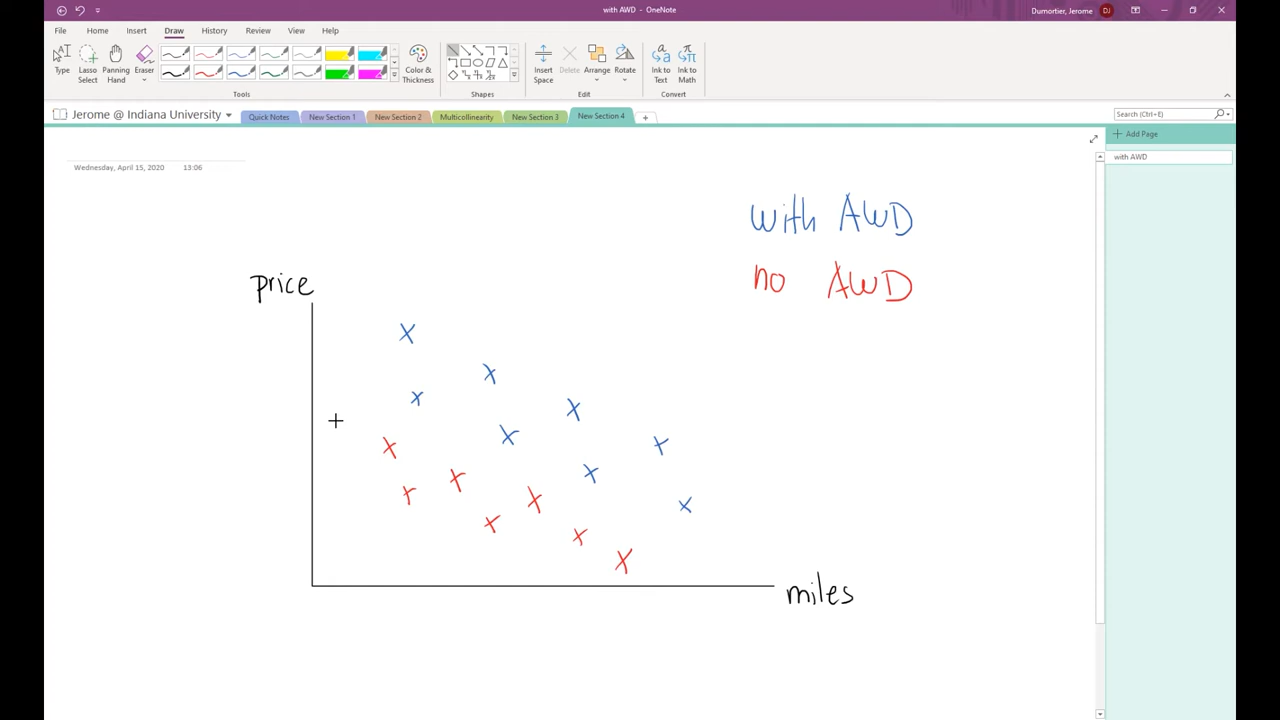 with AWD - OneNote
Dumortier, Jerome DJ
File Home Insert Draw History Review View Help
Type Lasso Select Panning Hand Eraser Color & Thickness Insert Space Delete Arrange Rotate Ink to Text Ink to Math
Tools Shapes Edit Convert
Jerome @ Indiana University Quick Notes New Section 1 New Section 2 Multicollinearity New Section 3 New Section 4 Search (Ctrl+E)
Add Page
with AWD
Wednesday, April 15, 2020 13:06
with AWD
no AWD
price
miles